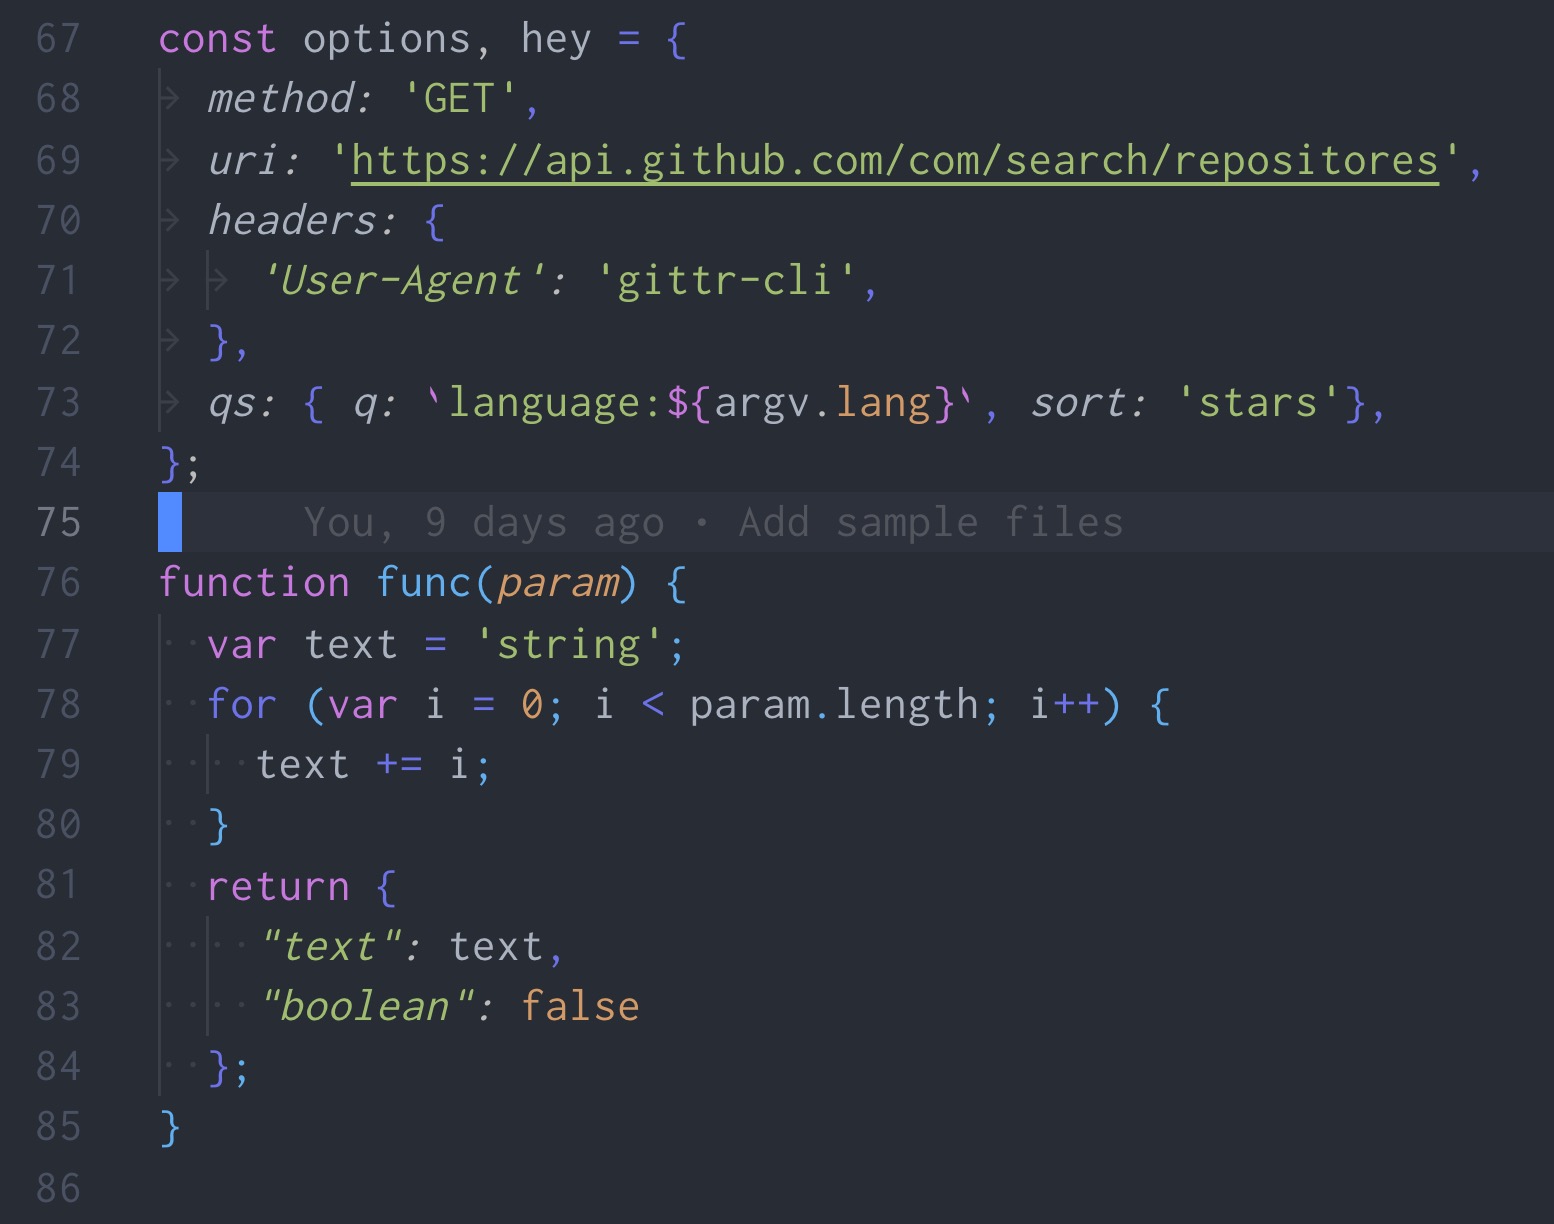 67 const options, hey = {
68 method: 'GET',
69 uri: 'https://api.github.com/com/search/repositores',
70 headers: {
71 'User-Agent': 'gittr-cli',
72 },
73 qs: { q: `language:${argv.lang}`, sort: 'stars'},
74 };
75 You, 9 days ago • Add sample files
76 function func(param) {
77 var text = 'string';
78 for (var i = 0; i < param.length; i++) {
79 text += i;
80 }
81 return {
82 "text": text,
83 "boolean": false
84 };
85 }
86